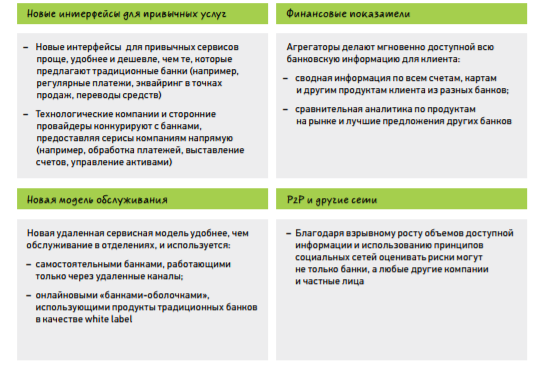 Новые интерфейсы для привычных услуг
– Новые интерфейсы для привычных сервисов
проще, удобнее и дешевле, чем те, которые
предлагают традиционные банки (например,
регулярные платежи, эквайринг в точках
продаж, переводы средств)
– Технологические компании и сторонние
провайдеры конкурируют с банками,
предоставляя серисы компаниям напрямую
(например, обработка платежей, выставление
счетов, управление активами)
Финансовые показатели
Агрегаторы делают мгновенно доступной всю
банковскую информацию для клиента:
– сводная информация по всем счетам, картам
и другим продуктам клиента из разных банков;
– сравнительная аналитика по продуктам
на рынке и лучшие предложения других банков
Новая модель обслуживания
Новая удаленная сервисная модель удобнее, чем
обслуживание в отделениях, и используется:
– самостоятельными банками, работающими
только через удаленные каналы;
– онлайновыми «банками-оболочками»,
использующими продукты традиционных банков
в качестве white label
P2P и другие сети
– Благодаря взрывному росту объемов доступной
информации и использованию принципов
социальных сетей оценивать риски могут
не только банки, а любые другие компании
и частные лица